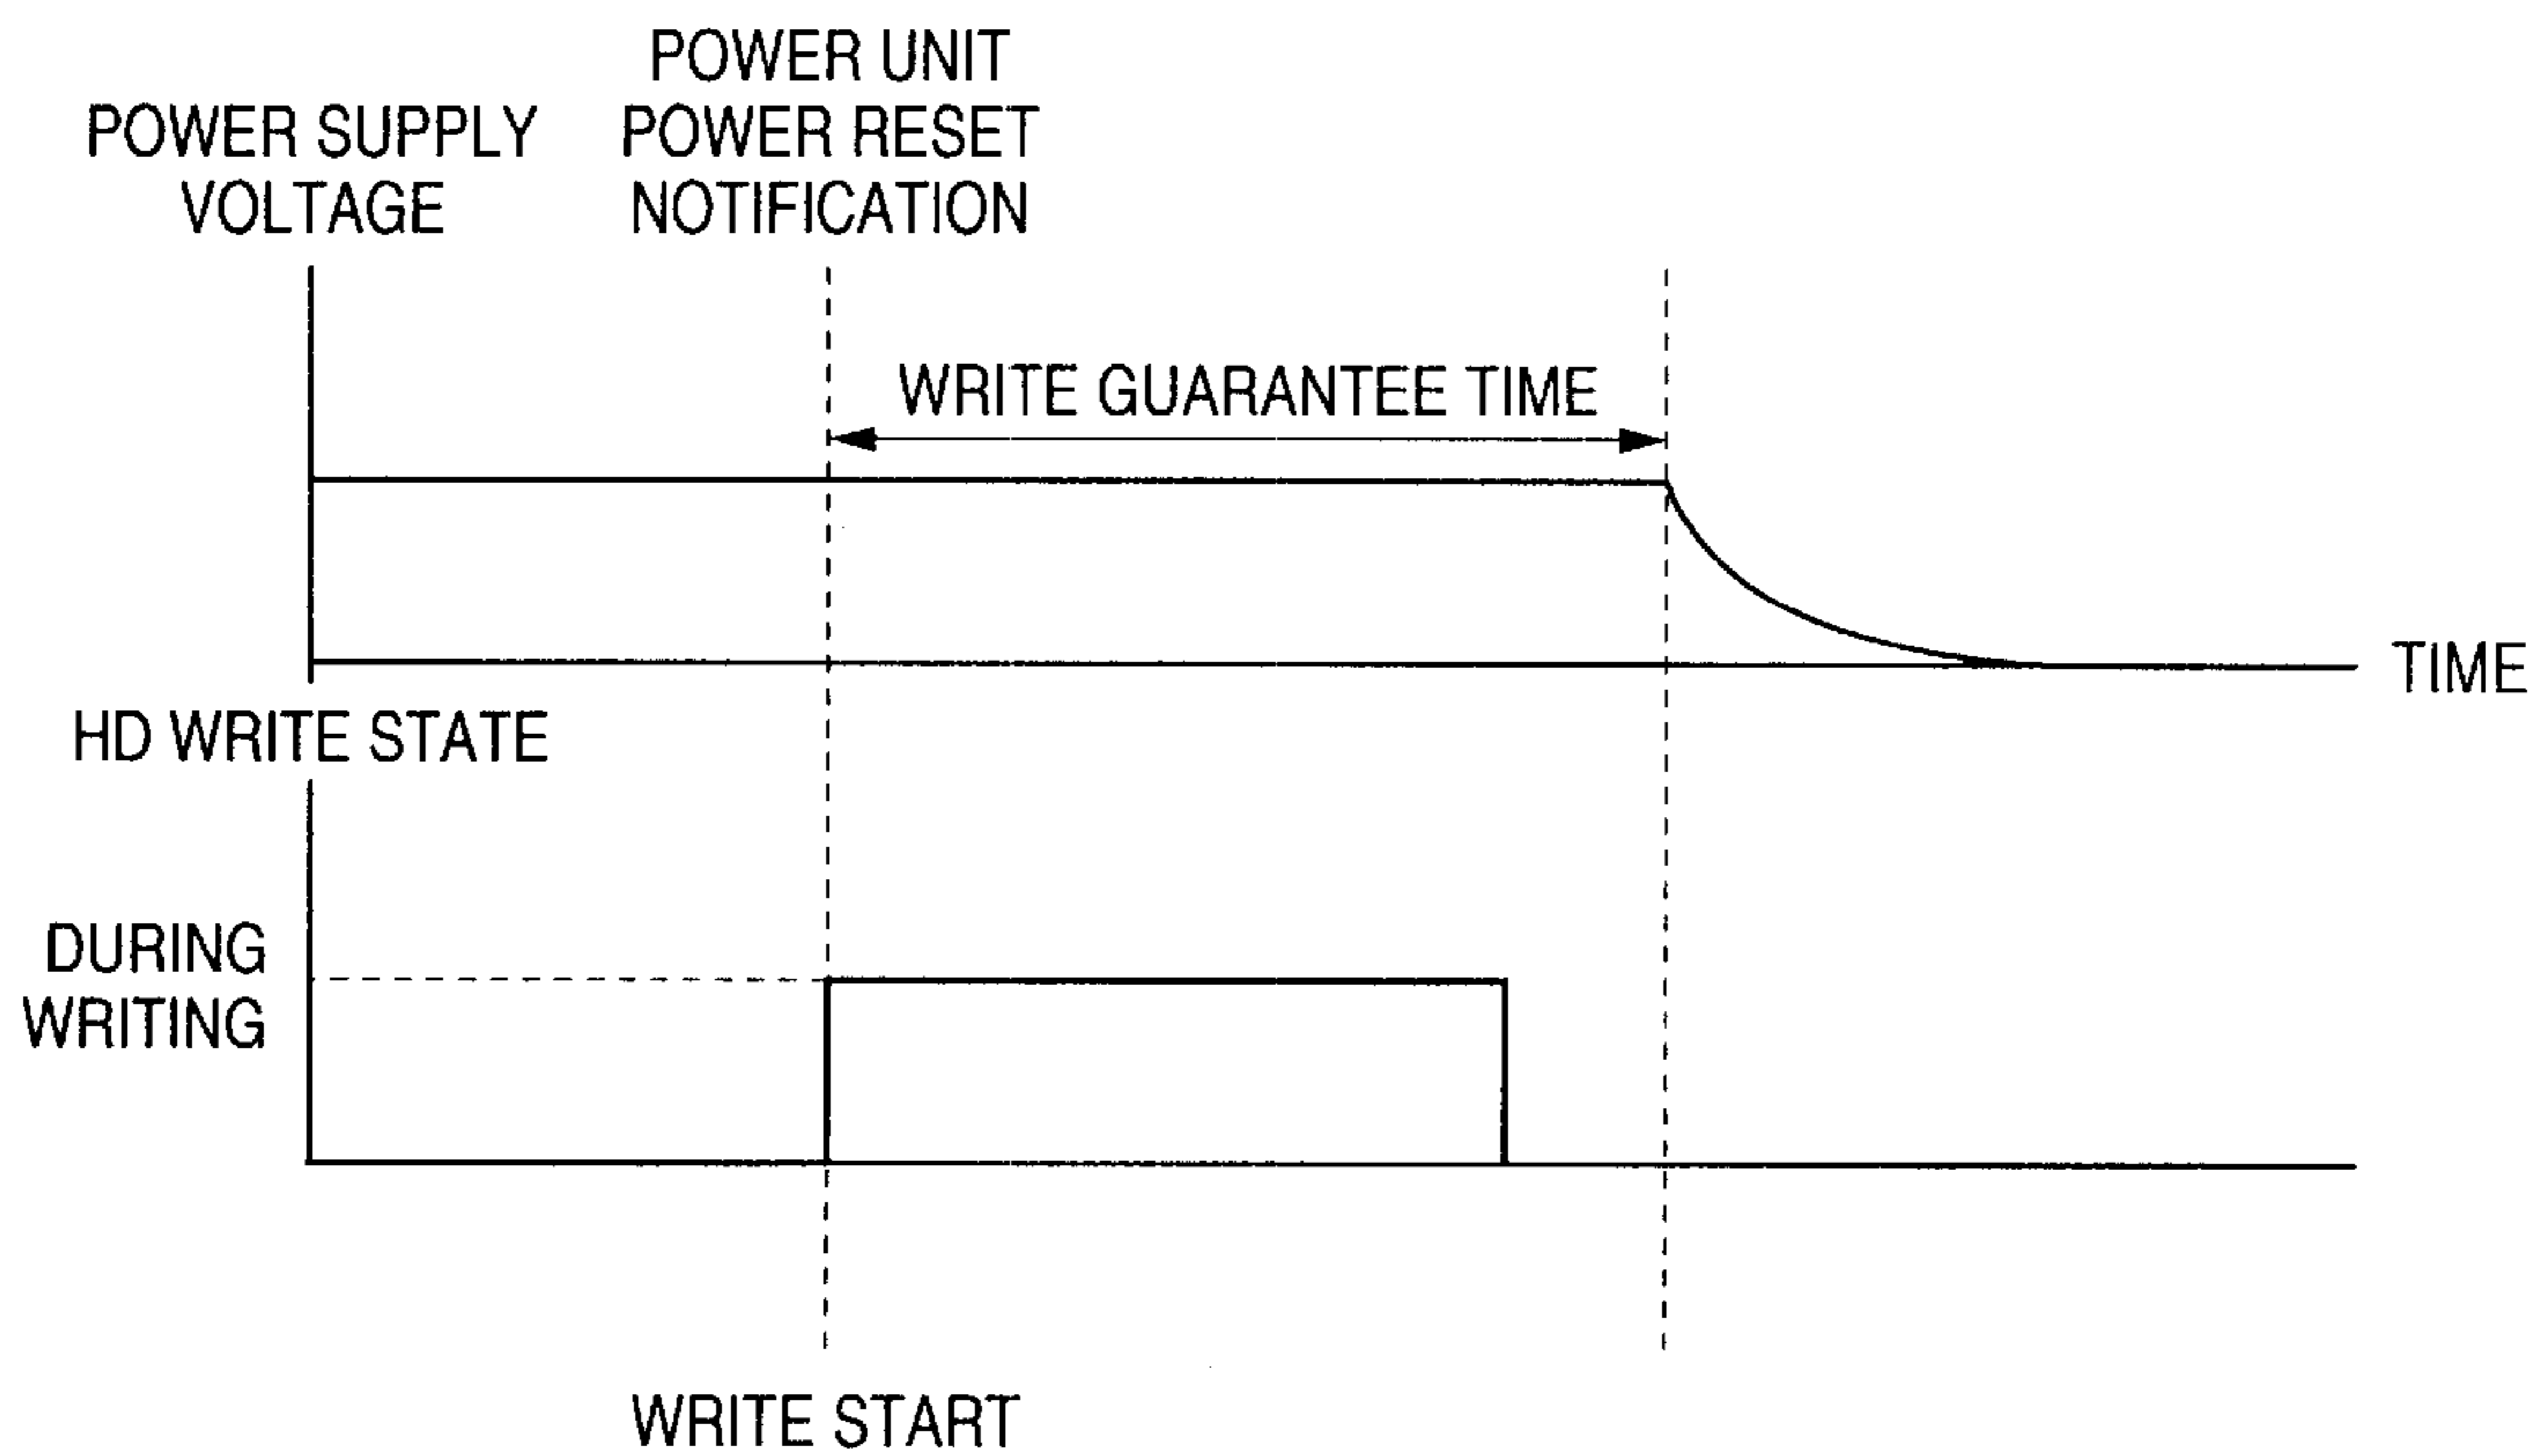 POWER SUPPLY
VOLTAGE
POWER UNIT
POWER RESET
NOTIFICATION
WRITE GUARANTEE TIME
TIME
HD WRITE STATE
DURING
WRITING
WRITE START